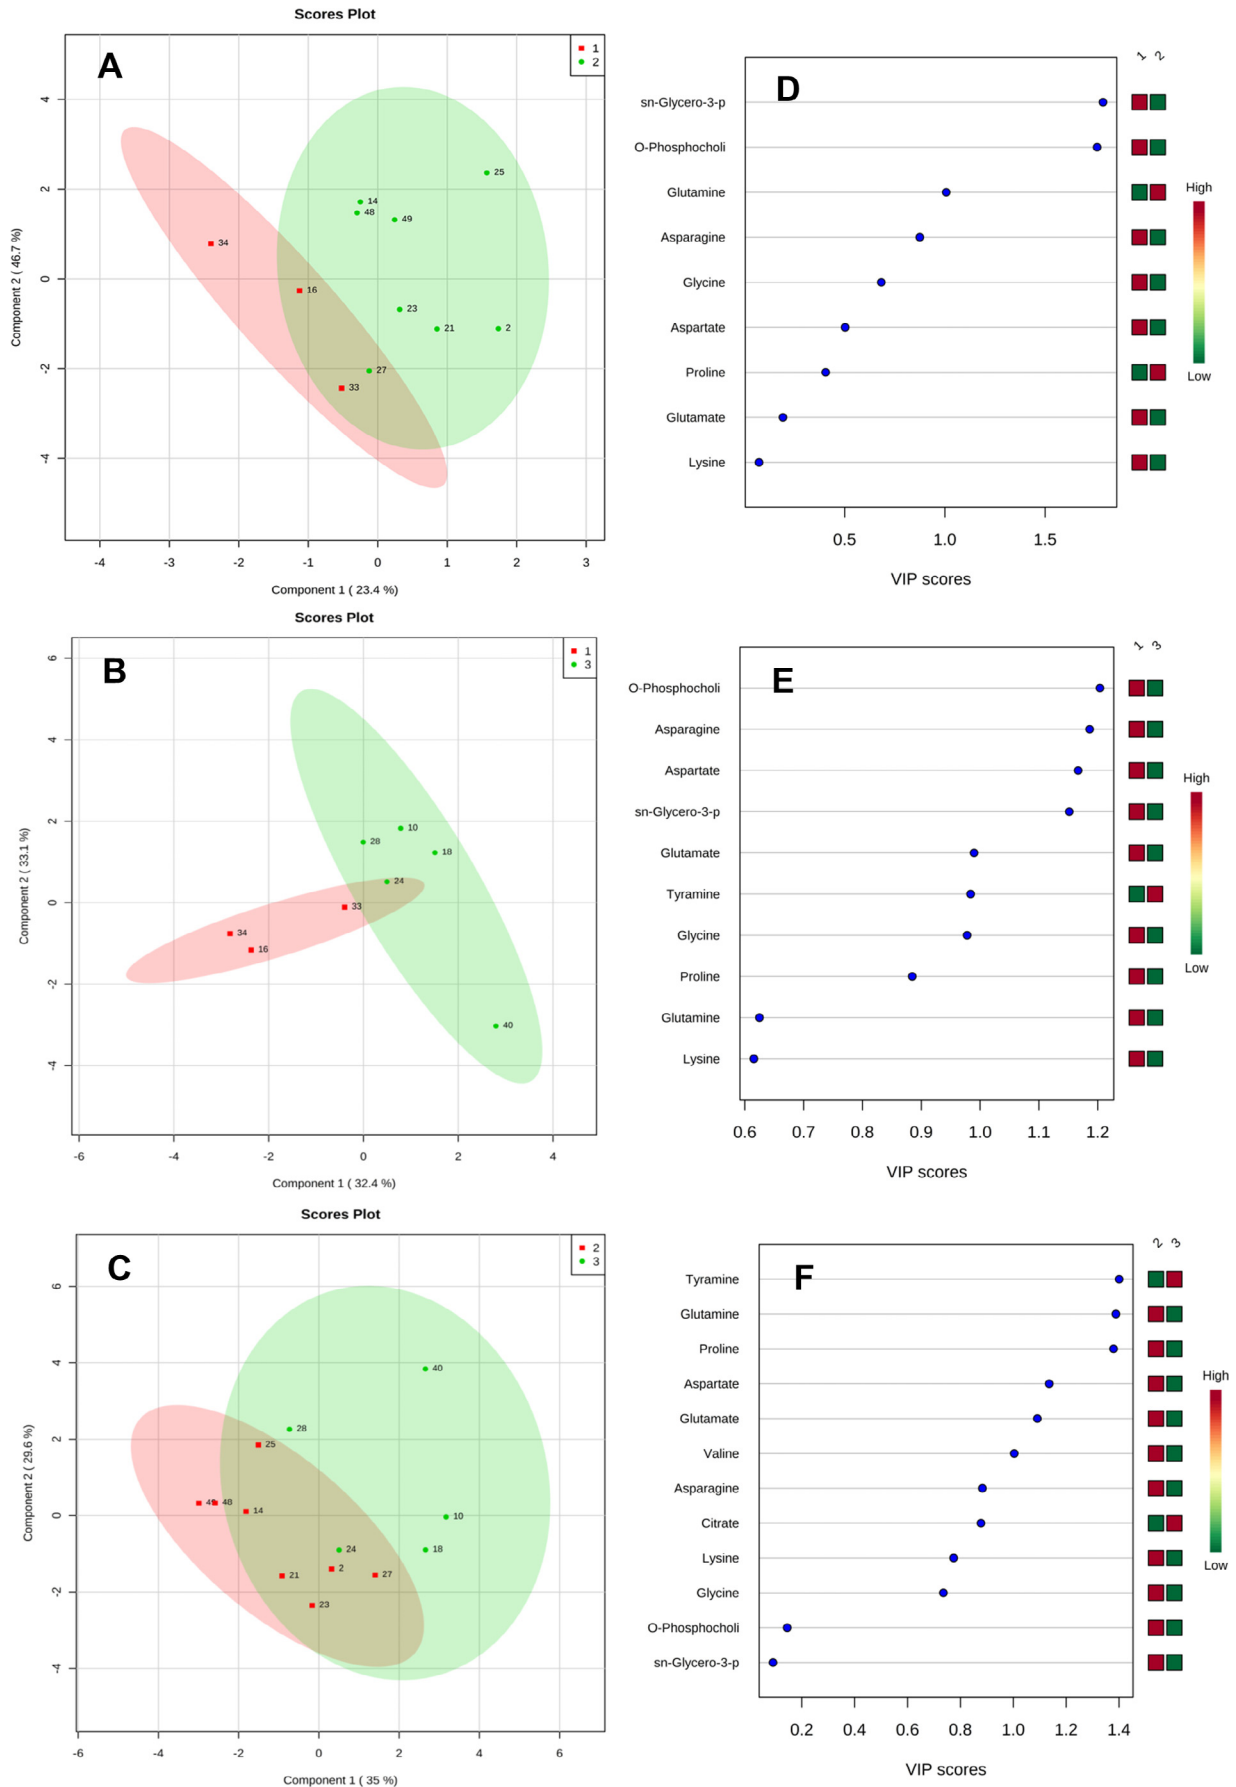 Scores Plot
A
1
2
25
14
48
49
34
16
23
21
2
27
33
4
2
0
-2
-4
Component 2 ( 46.7 %)
-4 -3 -2 -1 0 1 2 3
Component 1 ( 23.4 %)
D
1 2
sn-Glycero-3-p
O-Phosphocholi
Glutamine
Asparagine
Glycine
Aspartate
Proline
Glutamate
Lysine
High
Low
0.5 1.0 1.5
VIP scores
Scores Plot
B
1
3
10
28
18
24
33
34
16
40
6
4
2
0
-2
-4
Component 2 ( 33.1 %)
-6 -4 -2 0 2 4
Component 1 ( 32.4 %)
E
1 3
O-Phosphocholi
Asparagine
Aspartate
sn-Glycero-3-p
Glutamate
Tyramine
Glycine
Proline
Glutamine
Lysine
High
Low
0.6 0.7 0.8 0.9 1.0 1.1 1.2
VIP scores
Scores Plot
C
2
3
40
28
25
49 48
14
10
24
18
2
21
27
23
6
4
2
0
-2
-4
Component 2 ( 29.6 %)
-6 -4 -2 0 2 4 6
Component 1 ( 35 %)
F
2 3
Tyramine
Glutamine
Proline
Aspartate
Glutamate
Valine
Asparagine
Citrate
Lysine
Glycine
O-Phosphocholi
sn-Glycero-3-p
High
Low
0.2 0.4 0.6 0.8 1.0 1.2 1.4
VIP scores